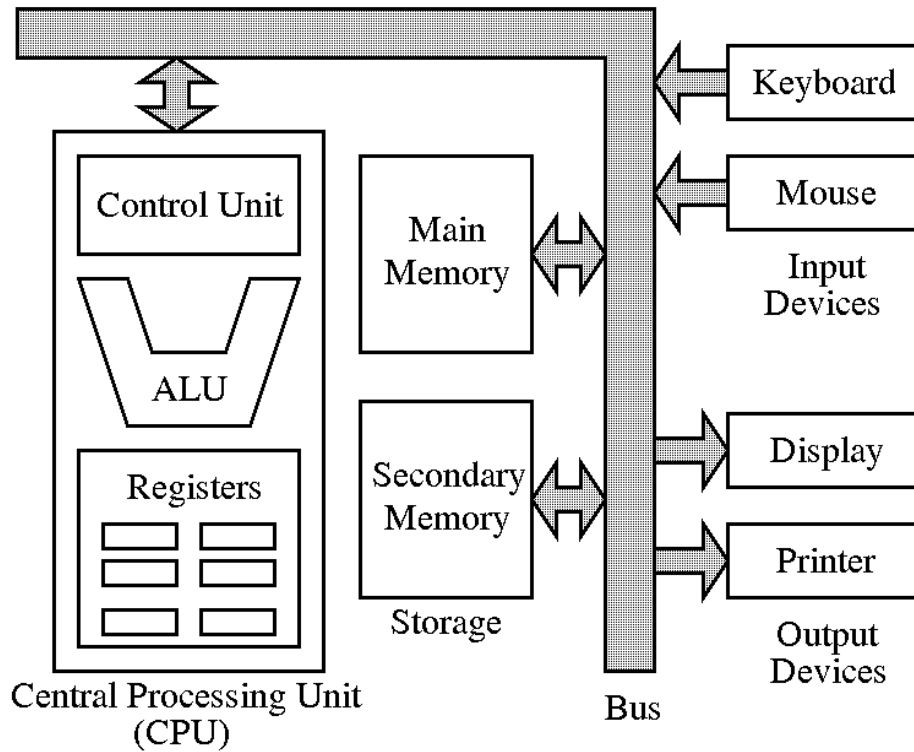 Control Unit
ALU
Registers
Central Processing Unit
(CPU)
Main
Memory
Secondary
Memory
Storage
Bus
Keyboard
Mouse
Input
Devices
Display
Printer
Output
Devices